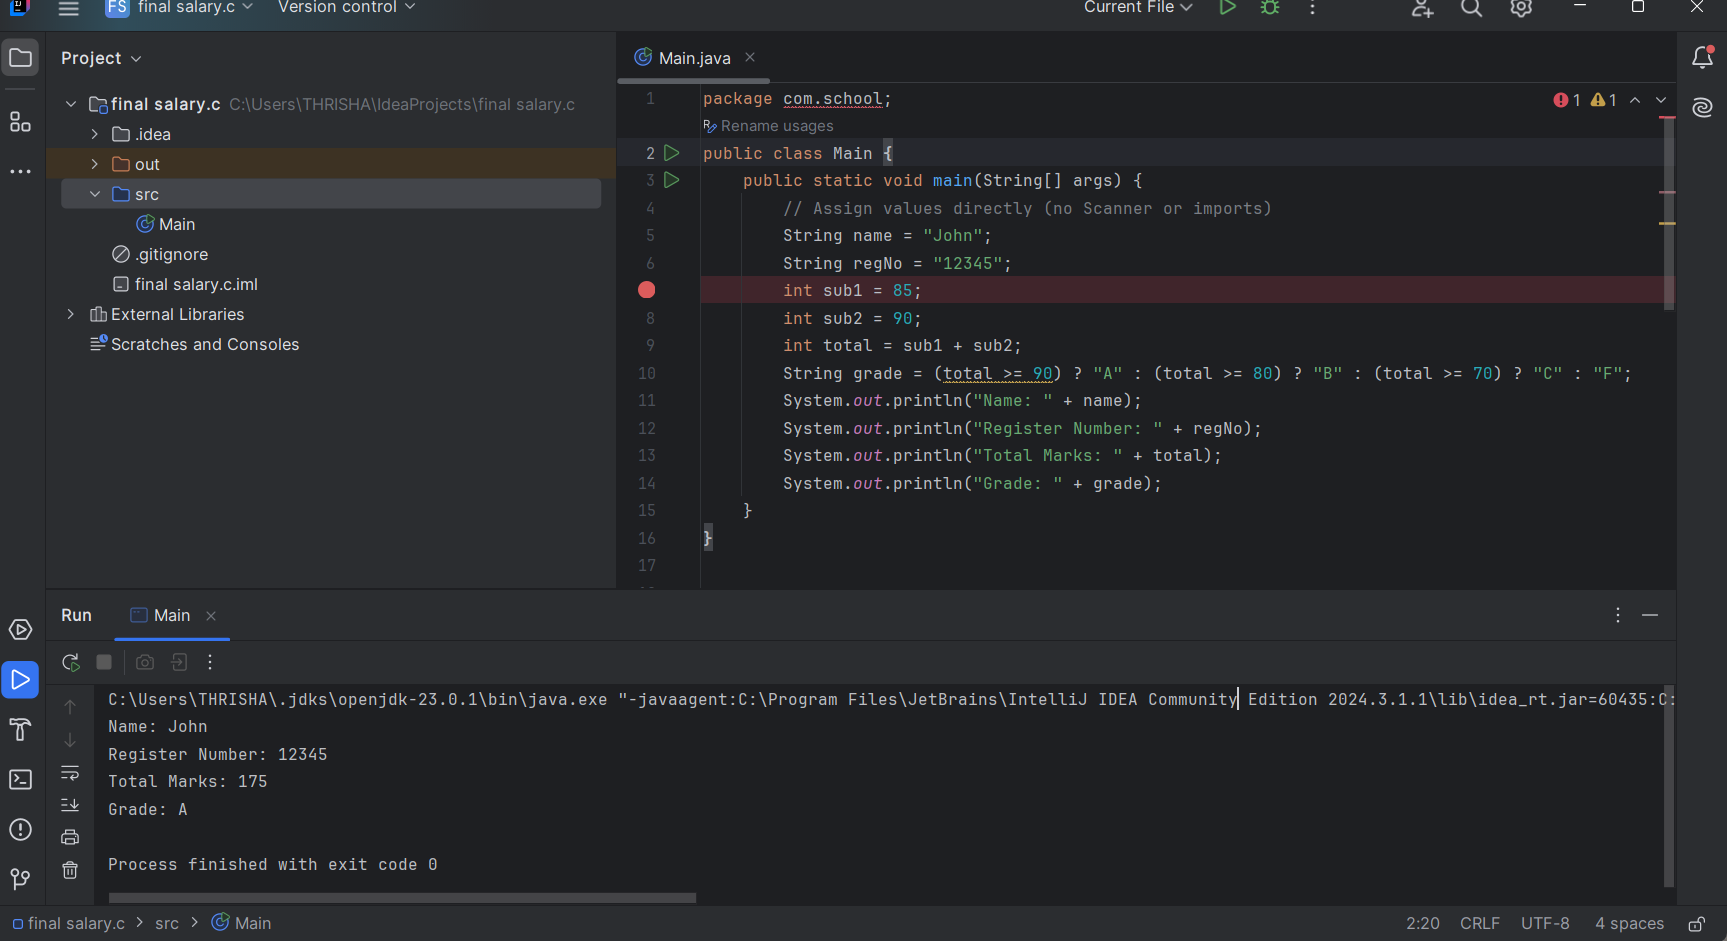 FS final salary.c Version control Current File
Project
final salary.c C:\Users\THRISHA\IdeaProjects\final salary.c
.idea
out
src
Main
.gitignore
final salary.c.iml
External Libraries
Scratches and Consoles
Main.java
1 package com.school;
1 1
Rename usages
2 public class Main {
3 public static void main(String[] args) {
4 // Assign values directly (no Scanner or imports)
5 String name = "John";
6 String regNo = "12345";
int sub1 = 85;
8 int sub2 = 90;
9 int total = sub1 + sub2;
10 String grade = (total >= 90) ? "A" : (total >= 80) ? "B" : (total >= 70) ? "C" : "F";
11 System.out.println("Name: " + name);
12 System.out.println("Register Number: " + regNo);
13 System.out.println("Total Marks: " + total);
14 System.out.println("Grade: " + grade);
15 }
16 }
17
Run Main
C:\Users\THRISHA\.jdks\openjdk-23.0.1\bin\java.exe "-javaagent:C:\Program Files\JetBrains\IntelliJ IDEA Community Edition 2024.3.1.1\lib\idea_rt.jar=60435:C:
Name: John
Register Number: 12345
Total Marks: 175
Grade: A
Process finished with exit code 0
final salary.c > src > Main 2:20 CRLF UTF-8 4 spaces